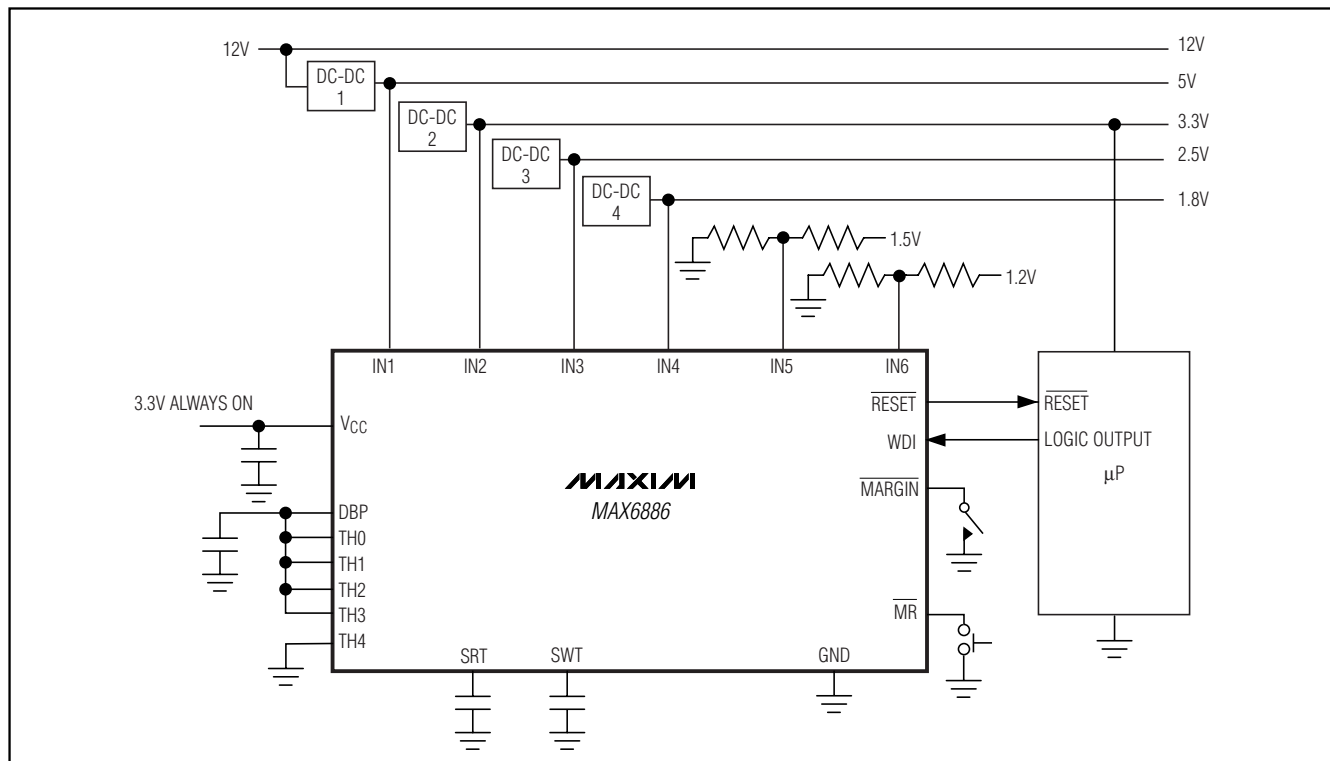 12V 12V
DC-DC
1
5V
DC-DC
2
3.3V
DC-DC
3
2.5V
DC-DC
4
1.8V
1.5V
1.2V
IN1 IN2 IN3 IN4 IN5 IN6
3.3V ALWAYS ON
VCC
RESET
RESET
WDI
LOGIC OUTPUT
µP
MAXIM
MAX6886
MARGIN
DBP
TH0
TH1
TH2
TH3
TH4
MR
SRT SWT GND